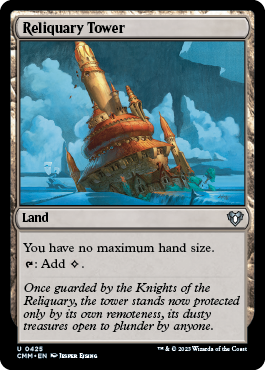 Reliquary Tower
Land
You have no maximum hand size.
: Add .
Once guarded by the Knights of the
Reliquary, the tower stands now protected
only by its own remoteness, its dusty
treasures open to plunder by anyone.
U 0425
CMM • EN Jesper Ejsing
™ & © 2023 Wizards of the Coast